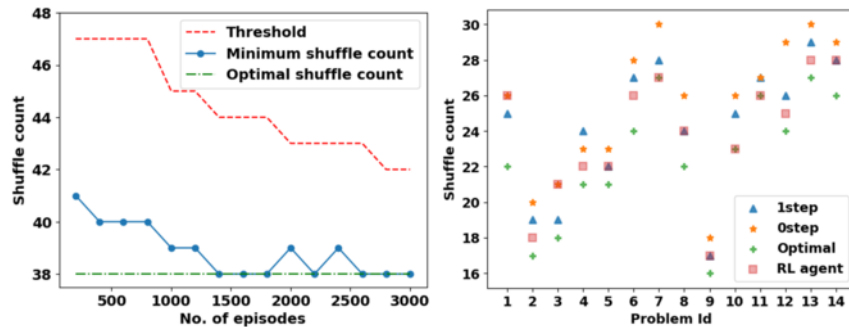 48
46
44
42
40
38
Shuffle count
Threshold
Minimum shuffle count
Optimal shuffle count
500 1000 1500 2000 2500 3000
No. of episodes
30
28
26
24
22
20
18
16
Shuffle count
1step
0step
Optimal
RL agent
1 2 3 4 5 6 7 8 9 10 11 12 13 14
Problem Id